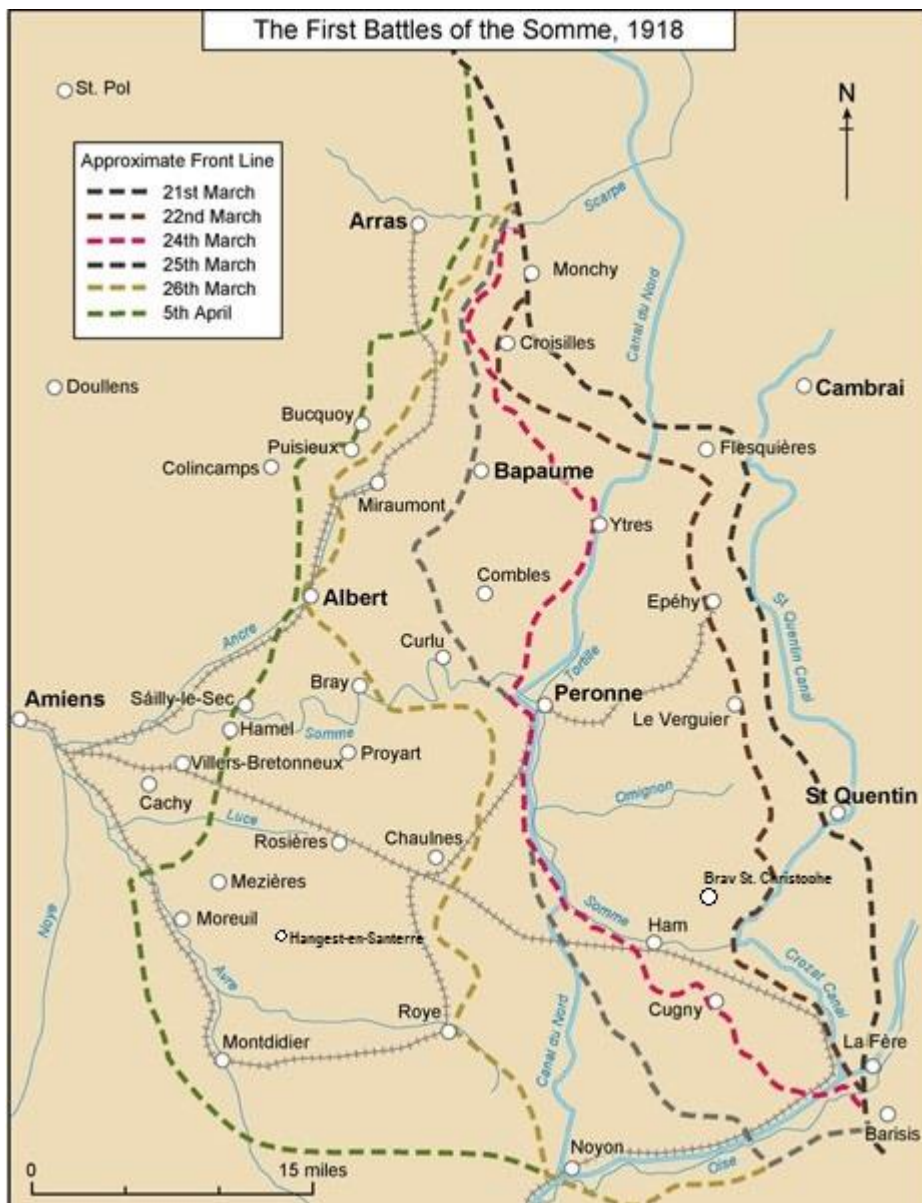 The First Battles of the Somme, 1918
St. Pol
N
Approximate Front Line
21st March
22nd March
24th March
25th March
26th March
5th April
Scarpe
Arras
Monchy
Canal du Nord
Croisilles
Doullens
Cambrai
Bucquoy
Puisieux
Flesquières
Colincamps
Bapaume
Miraumont
Ytres
Combles
Epéhy
Albert
St Quentin Canal
Ancre
Curlu
Tortille
Bray
Peronne
Amiens
Sáilly-le-Sec
Le Verguier
Hamel
Somme
Proyart
Villers-Bretonneux
Cachy
Omignon
St Quentin
Luce
Rosières
Chaulnes
Mezières
Brav St. Christophe
Noye
Moreuil
Somme
Ham
Hangest-en-Santerre
Crozat Canal
Avre
Cugny
Roye
Canal du Nord
Montdidier
La Fère
Barisis
Noyon
Oise
0 15 miles